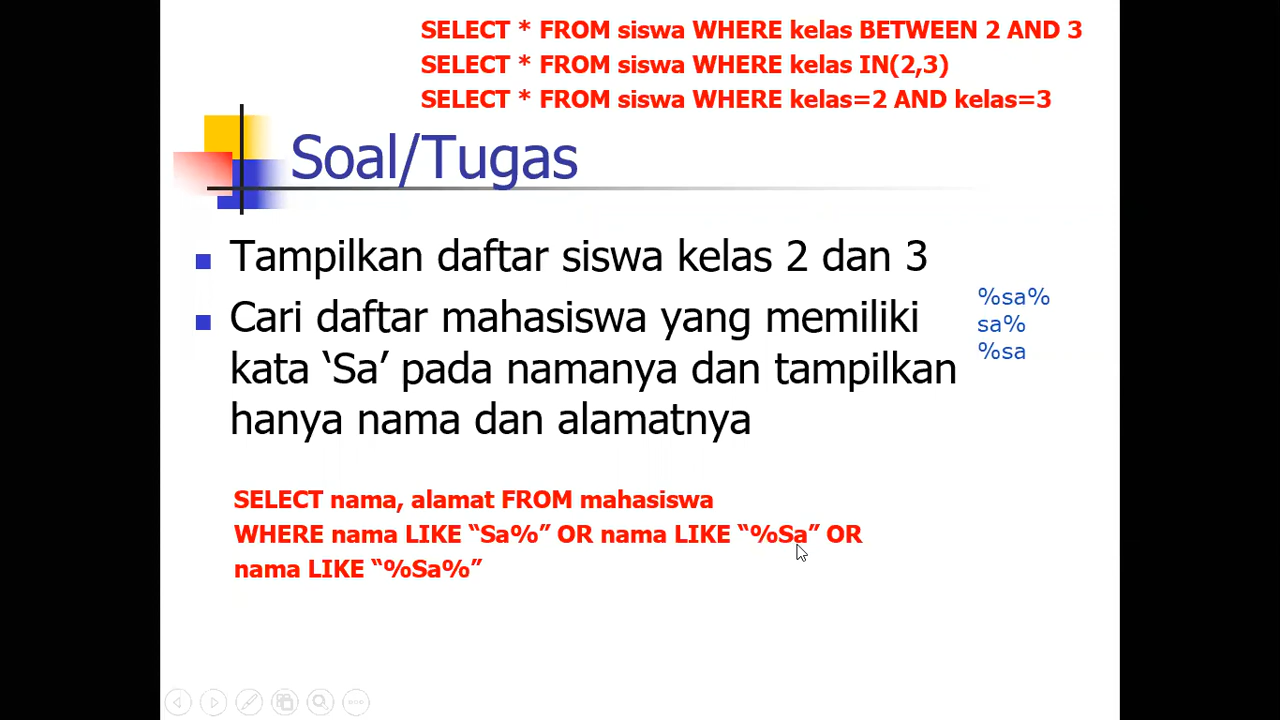 SELECT * FROM siswa WHERE kelas BETWEEN 2 AND 3
SELECT * FROM siswa WHERE kelas IN(2,3)
SELECT * FROM siswa WHERE kelas=2 AND kelas=3
Soal/Tugas
Tampilkan daftar siswa kelas 2 dan 3
Cari daftar mahasiswa yang memiliki
kata ‘Sa’ pada namanya dan tampilkan
hanya nama dan alamatnya
%sa%
sa%
%sa
SELECT nama, alamat FROM mahasiswa
WHERE nama LIKE “Sa%” OR nama LIKE “%Sa” OR
nama LIKE “%Sa%”